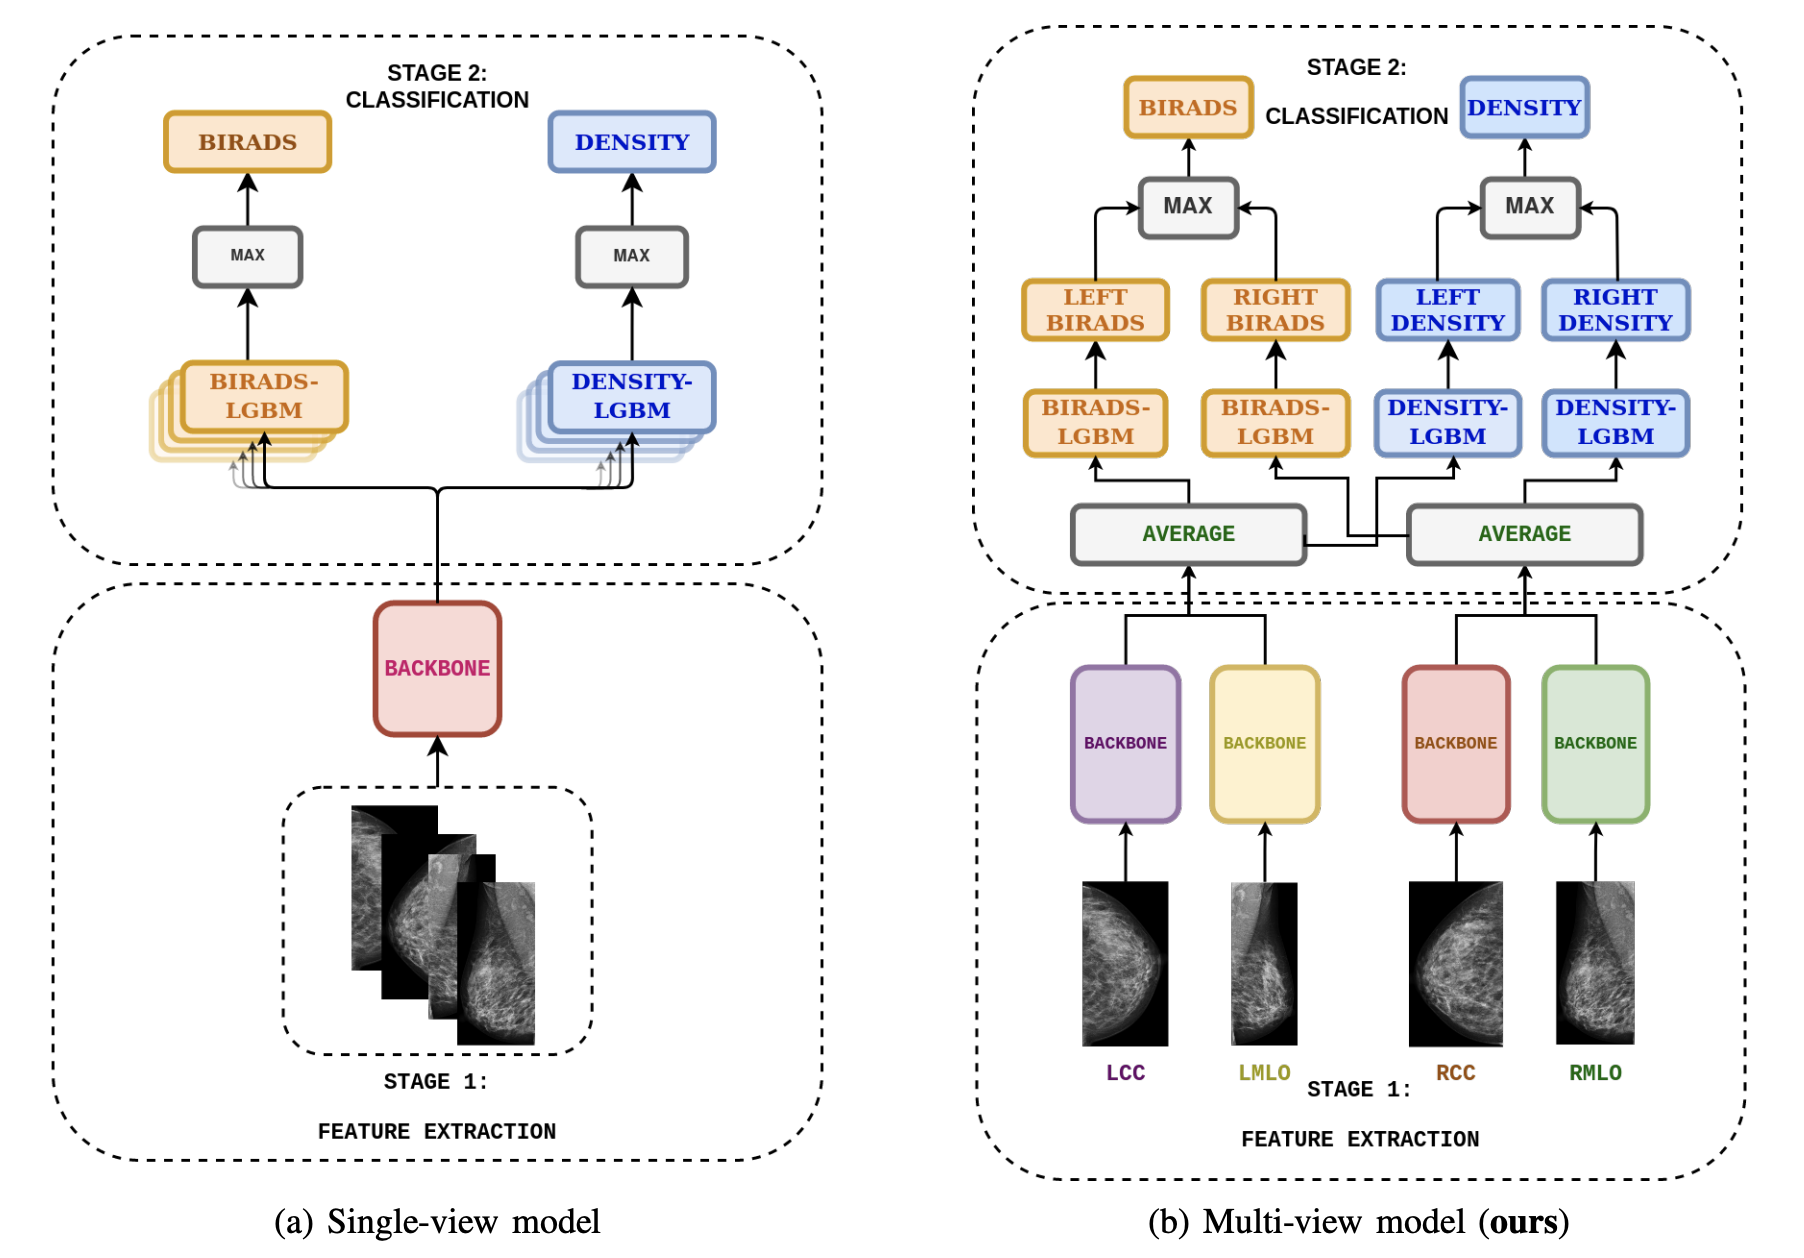 STAGE 2:
CLASSIFICATION
BIRADS
DENSITY
MAX
MAX
BIRADS-
LGBM
DENSITY-
LGBM
BACKBONE
STAGE 1:
FEATURE EXTRACTION
(a) Single-view model
STAGE 2:
CLASSIFICATION
BIRADS
DENSITY
MAX
MAX
LEFT
BIRADS
RIGHT
BIRADS
LEFT
DENSITY
RIGHT
DENSITY
BIRADS-
LGBM
BIRADS-
LGBM
DENSITY-
LGBM
DENSITY-
LGBM
AVERAGE
AVERAGE
BACKBONE
BACKBONE
BACKBONE
BACKBONE
LCC
LMLO
RCC
RMLO
STAGE 1:
FEATURE EXTRACTION
(b) Multi-view model (ours)